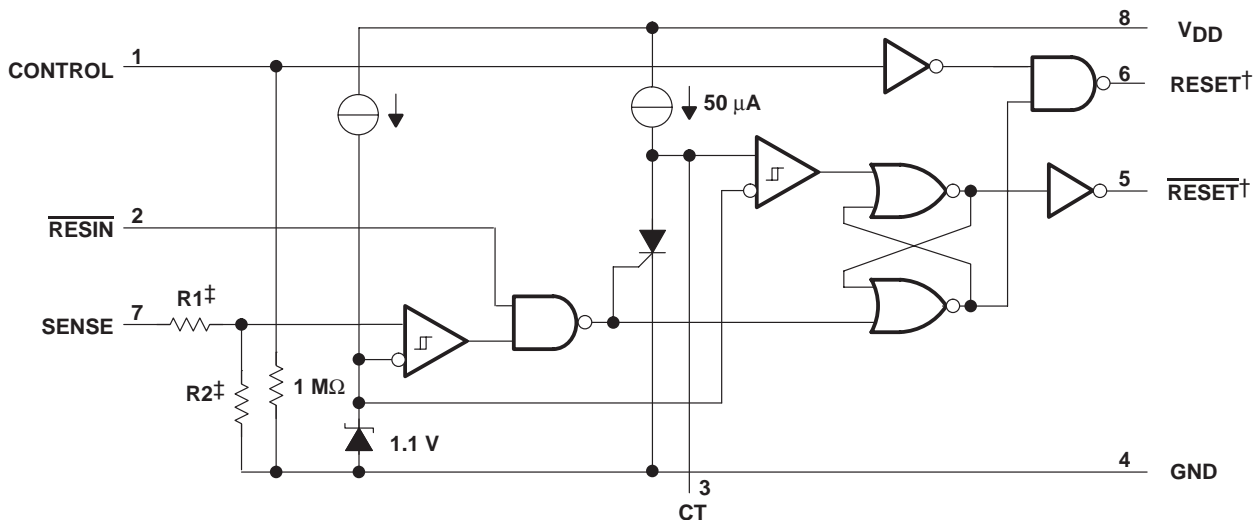 8
VDD
CONTROL
1
6
RESET†
50 μA
5
RESET†
RESIN
2
R1‡
SENSE
7
R2‡
1 MΩ
1.1 V
4
GND
3
CT